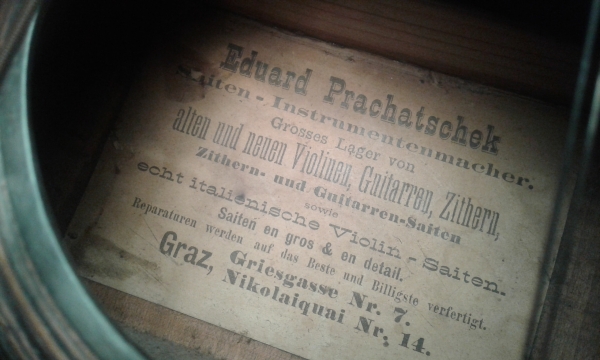 Eduard Prachatschek
Saiten-Instrumentenmacher.
Grosses Lager von
alten und neuen Violinen, Guitarren, Zithern,
Zithern- und Guitarren-Saiten
sowie
echt italienische Violin-Saiten.
Saiten en gros & en detail.
Reparaturen werden auf das Beste und Billigste verfertigt.
Graz, Griesgasse Nr. 7.
Nikolaiquai Nr. 14.